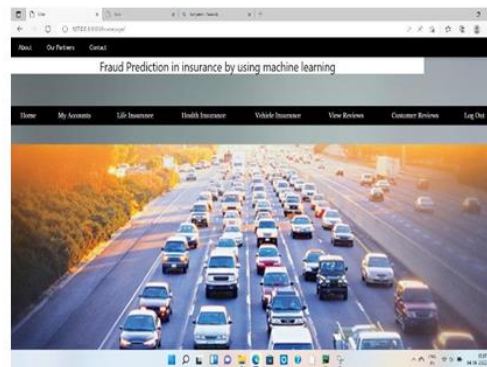 About Our Partners Contact
Fraud Prediction in insurance by using machine learning
Home My Accounts Life Insurance Health Insurance Vehicle Insurance View Reviews Customer Reviews Log Out